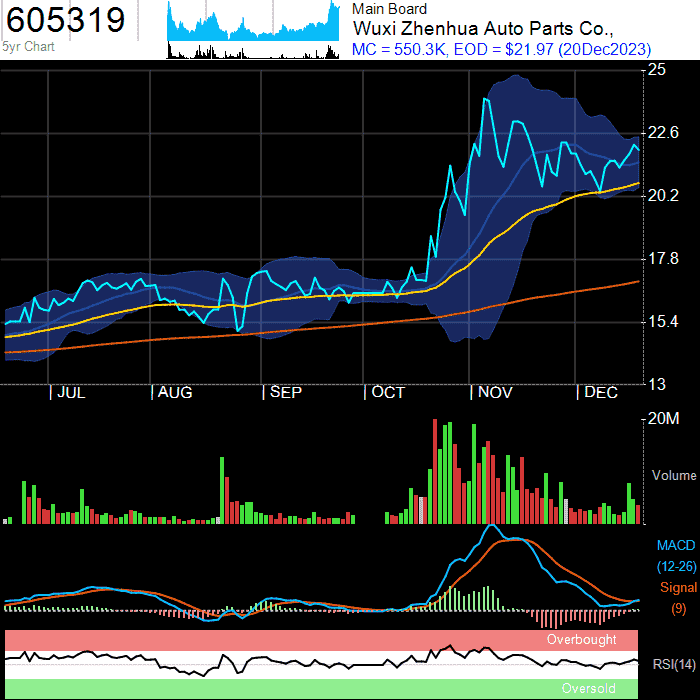 605319
5yr Chart
Main Board
Wuxi Zhenhua Auto Parts Co.,
MC = 550.3K, EOD = $21.97 (20Dec2023)
25
22.6
20.2
17.8
15.4
13
JUL
AUG
SEP
OCT
NOV
DEC
20M
Volume
MACD
(12-26)
Signal
(9)
Overbought
RSI(14)
Oversold